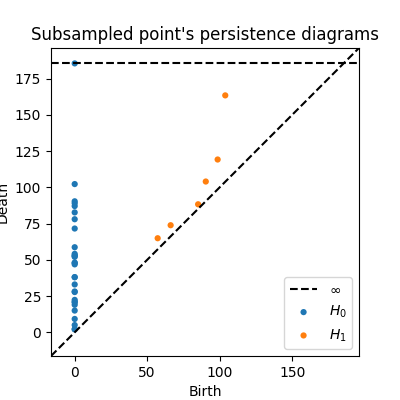 Subsampled point's persistence diagrams
175
150
125
100
75
50
25
0
Death
0 50 100 150
Birth
∞
H₀
H₁